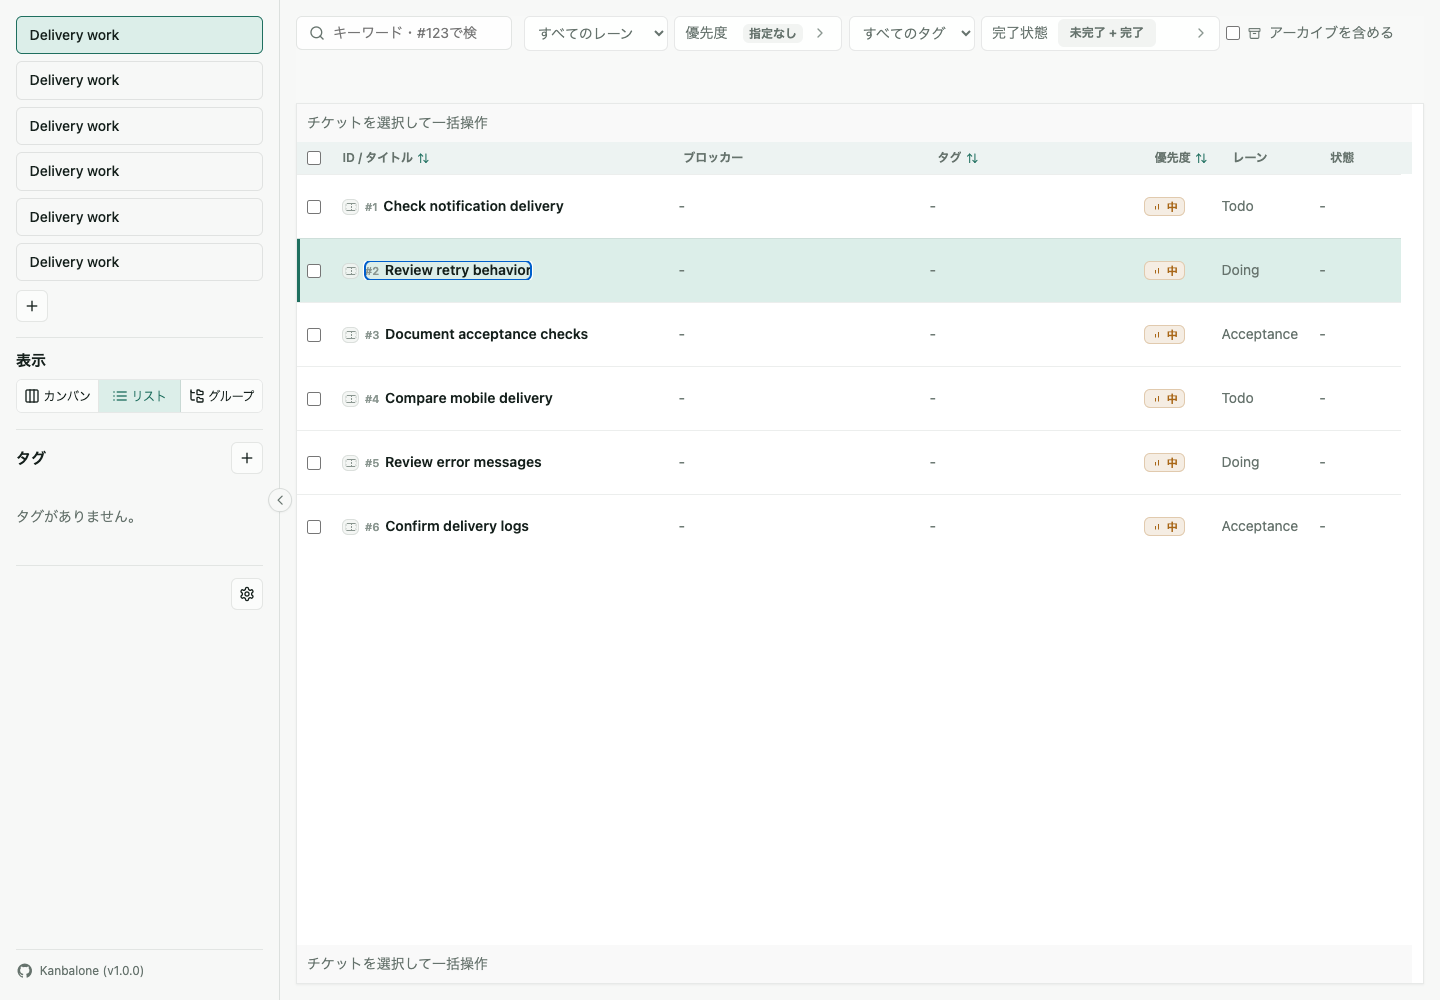 Delivery work
Delivery work
Delivery work
Delivery work
Delivery work
Delivery work
表示
カンバン リスト グループ
タグ
タグがありません。
Kanbalone (v1.0.0)
キーワード・#123で検 すべてのレーン 優先度 指定なし すべてのタグ 完了状態 未完了 + 完了 アーカイブを含める
チケットを選択して一括操作
ID / タイトル ブロッカー タグ 優先度 レーン 状態
#1 Check notification delivery - - 中 Todo -
#2 Review retry behavior - - 中 Doing -
#3 Document acceptance checks - - 中 Acceptance -
#4 Compare mobile delivery - - 中 Todo -
#5 Review error messages - - 中 Doing -
#6 Confirm delivery logs - - 中 Acceptance -
チケットを選択して一括操作